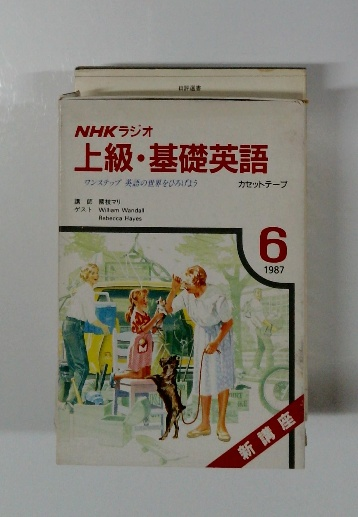 NHKラジオ
上級・基礎英語
ワンステップ 英語の世界をひろげよう
カセットテープ
講師 國枝マリ
ゲスト William Wandall
Rebecca Hayes
6
1987
新講座